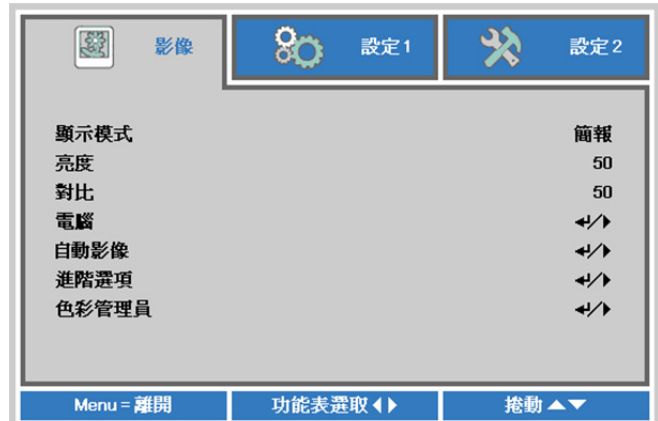 影像 設定1 設定2
顯示模式 簡報
亮度 50
對比 50
電腦 ↵/▶
自動影像 ↵/▶
進階選項 ↵/▶
色彩管理員 ↵/▶
Menu = 離開 功能表選取 ◀▶ 捲動 ▲▼